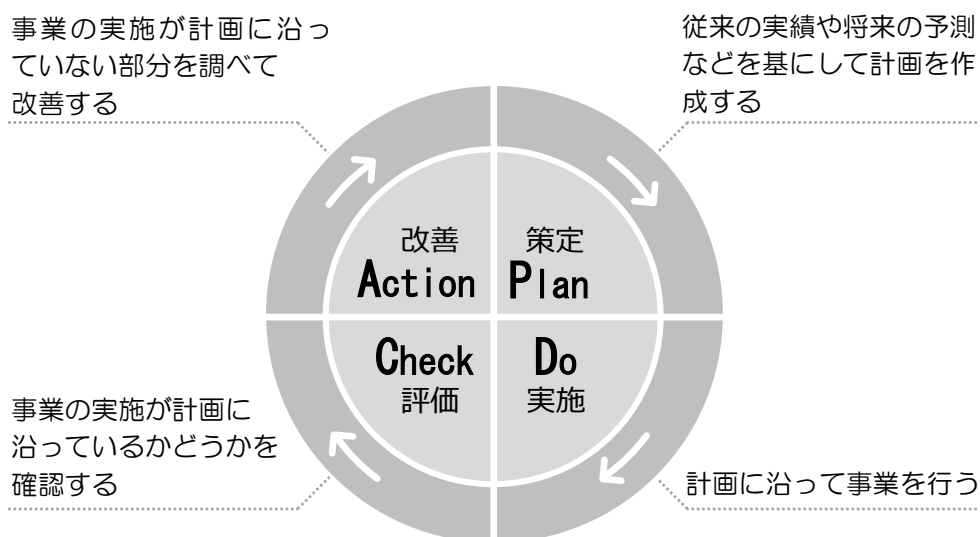 事業の実施が計画に沿っ
ていない部分を調べて
改善する
従来の実績や将来の予測
などを基にして計画を作
成する
改善
Action
策定
Plan
Check
評価
Do
実施
事業の実施が計画に
沿っているかどうかを
確認する
計画に沿って事業を行う